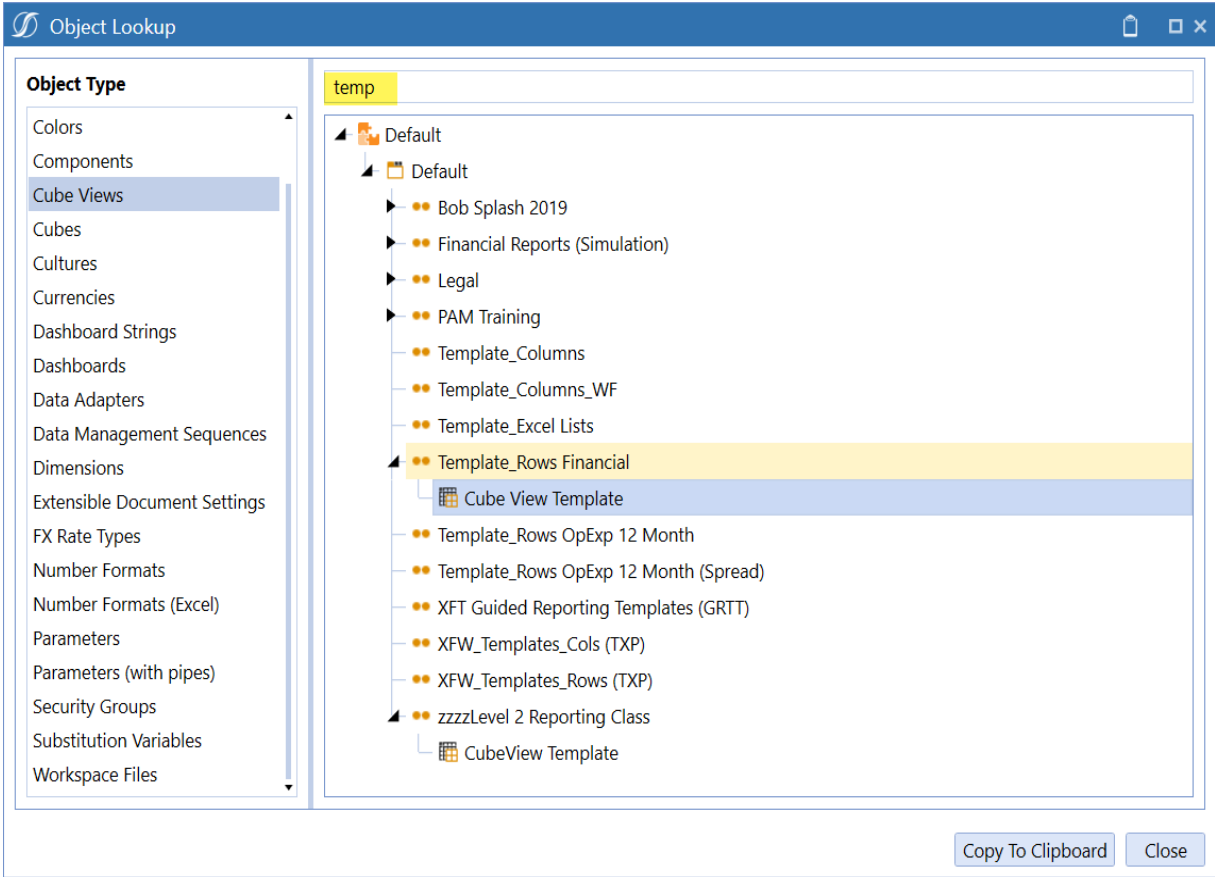 Object Lookup
Object Type
Colors
Components
Cube Views
Cubes
Cultures
Currencies
Dashboard Strings
Dashboards
Data Adapters
Data Management Sequences
Dimensions
Extensible Document Settings
FX Rate Types
Number Formats
Number Formats (Excel)
Parameters
Parameters (with pipes)
Security Groups
Substitution Variables
Workspace Files
temp
Default
Default
Bob Splash 2019
Financial Reports (Simulation)
Legal
PAM Training
Template_Columns
Template_Columns_WF
Template_Excel Lists
Template_Rows Financial
Cube View Template
Template_Rows OpExp 12 Month
Template_Rows OpExp 12 Month (Spread)
XFT Guided Reporting Templates (GRTT)
XFW_Templates_Cols (TXP)
XFW_Templates_Rows (TXP)
zzzzLevel 2 Reporting Class
CubeView Template
Copy To Clipboard
Close